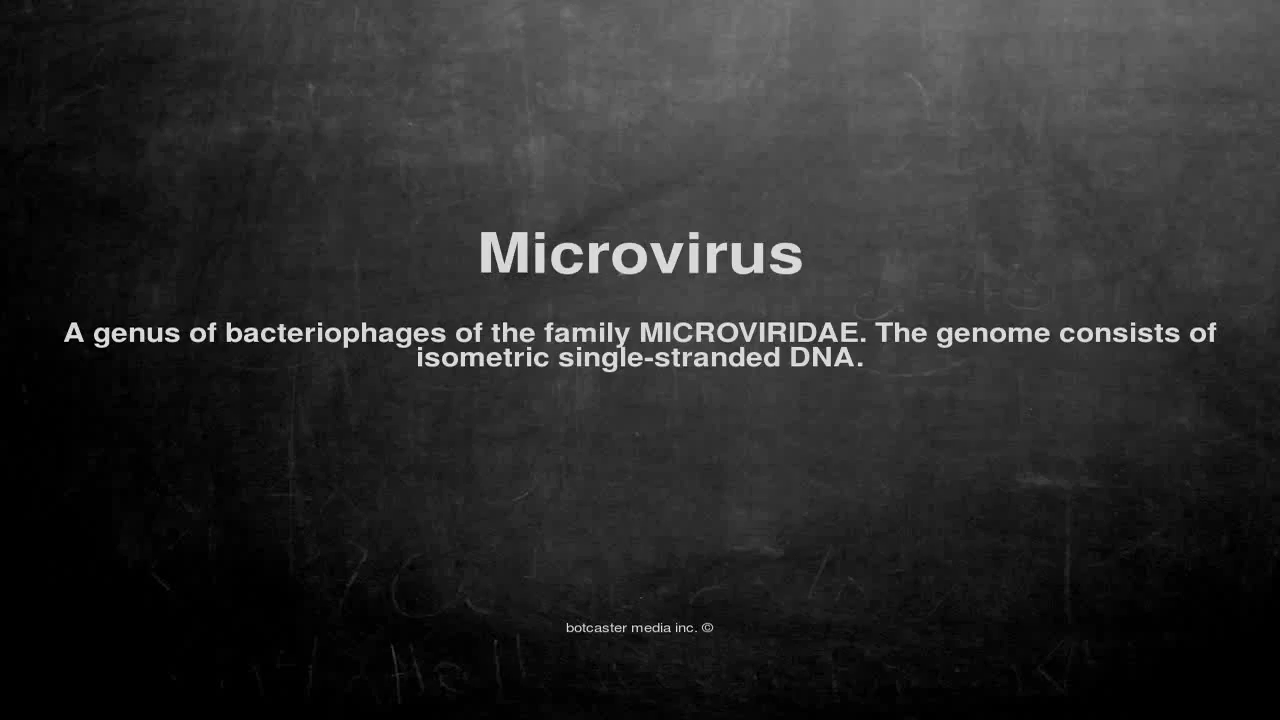 Microvirus
A genus of bacteriophages of the family MICROVIRIDAE. The genome consists of
isometric single-stranded DNA.
botcaster media inc. ©